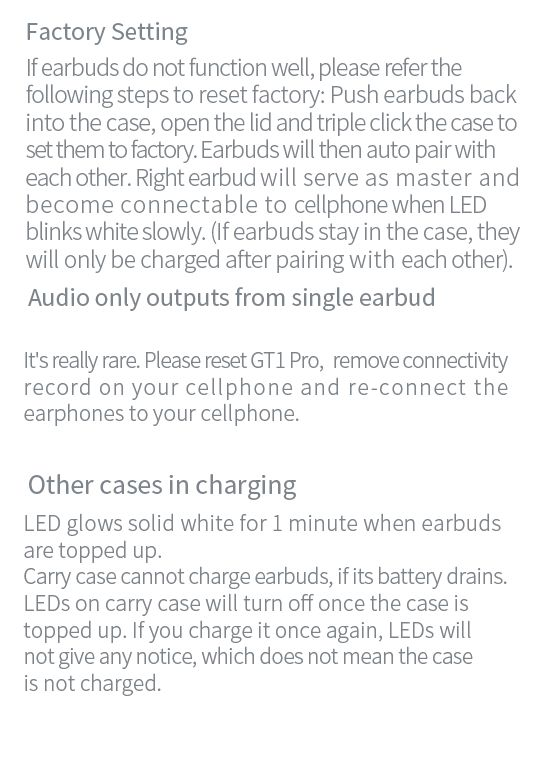 Factory Setting
If earbuds do not function well, please refer the
following steps to reset factory: Push earbuds back
into the case, open the lid and triple click the case to
set them to factory. Earbuds will then auto pair with
each other. Right earbud will serve as master and
become connectable to cellphone when LED
blinks white slowly. (If earbuds stay in the case, they
will only be charged after pairing with each other).
Audio only outputs from single earbud
It's really rare. Please reset GT1 Pro, remove connectivity
record on your cellphone and re-connect the
earphones to your cellphone.
Other cases in charging
LED glows solid white for 1 minute when earbuds
are topped up.
Carry case cannot charge earbuds, if its battery drains.
LEDs on carry case will turn off once the case is
topped up. If you charge it once again, LEDs will
not give any notice, which does not mean the case
is not charged.